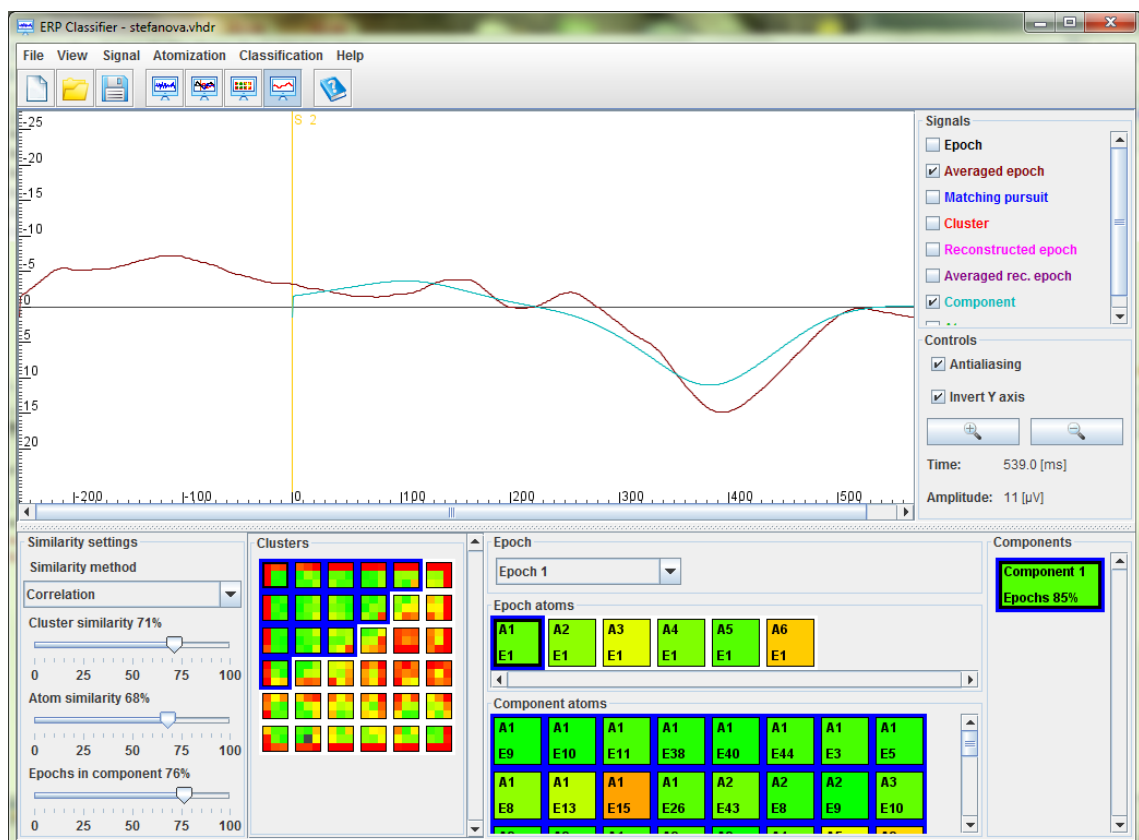 ERP Classifier - stefanova.vhdr
File View Signal Atomization Classification Help
S 2
-25
-20
-15
-10
-5
0
5
10
15
20
-200 -100 0 100 200 300 400 500
Signals
Epoch
Averaged epoch
Matching pursuit
Cluster
Reconstructed epoch
Averaged rec. epoch
Component
Controls
Antialiasing
Invert Y axis
Time: 539.0 [ms]
Amplitude: 11 [µV]
Similarity settings
Similarity method
Correlation
Cluster similarity 71%
0 25 50 75 100
Atom similarity 68%
0 25 50 75 100
Epochs in component 76%
0 25 50 75 100
Clusters
Epoch
Epoch 1
Epoch atoms
A1 A2 A3 A4 A5 A6
E1 E1 E1 E1 E1 E1
Component atoms
A1 A1 A1 A1 A1 A1 A1 A1
E9 E10 E11 E38 E40 E44 E3 E5
A1 A1 A1 A1 A2 A2 A2 A3
E8 E13 E15 E26 E43 E8 E9 E10
Components
Component 1
Epochs 85%